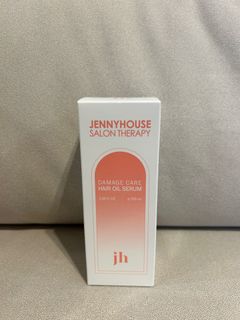 JENNYHOUSE
SALON THERAPY
DAMAGE CARE
HAIR OIL SERUM
jh